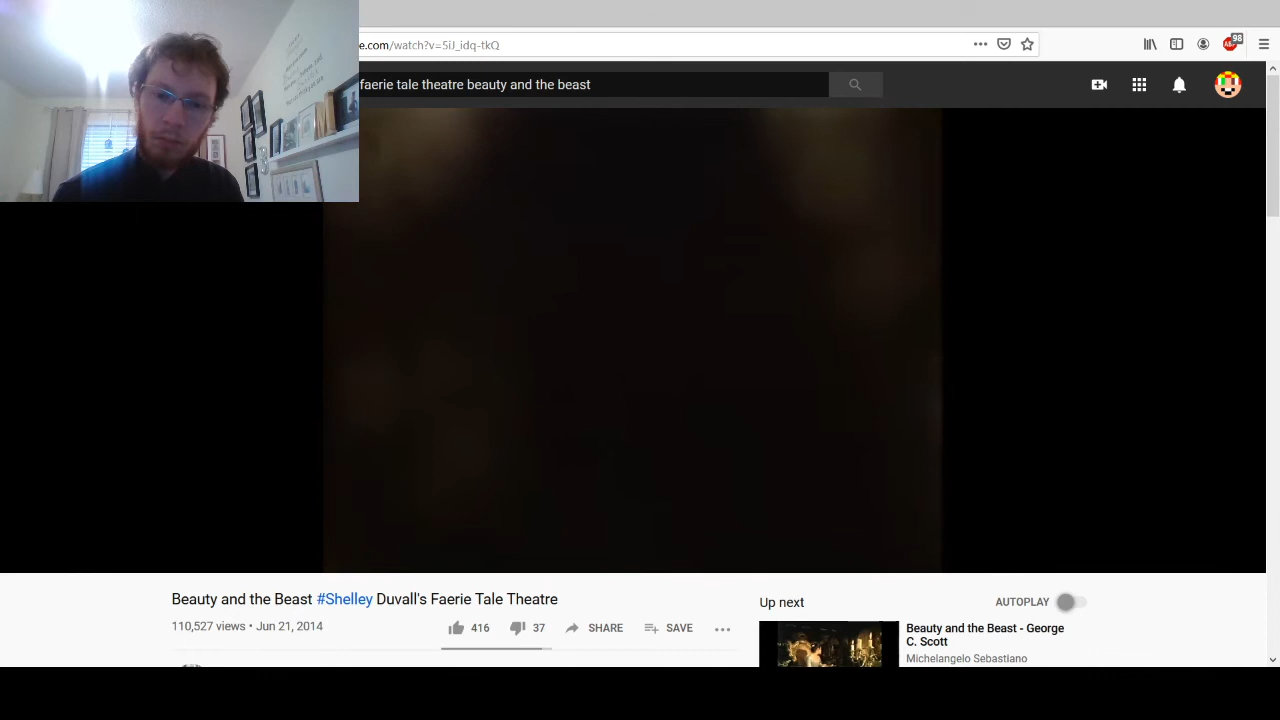 e.com/watch?v=5iJ_idq-tkQ
98
faerie tale theatre beauty and the beast
Beauty and the Beast #Shelley Duvall's Faerie Tale Theatre
110,527 views • Jun 21, 2014
416
37
SHARE
SAVE
Up next
AUTOPLAY
Beauty and the Beast - George
C. Scott
Michelangelo Sebastiano